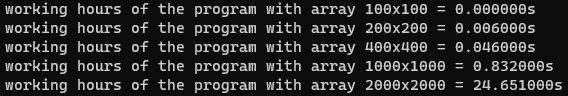 working hours of the program with array 100x100 = 0.000000s
working hours of the program with array 200x200 = 0.006000s
working hours of the program with array 400x400 = 0.046000s
working hours of the program with array 1000x1000 = 0.832000s
working hours of the program with array 2000x2000 = 24.651000s